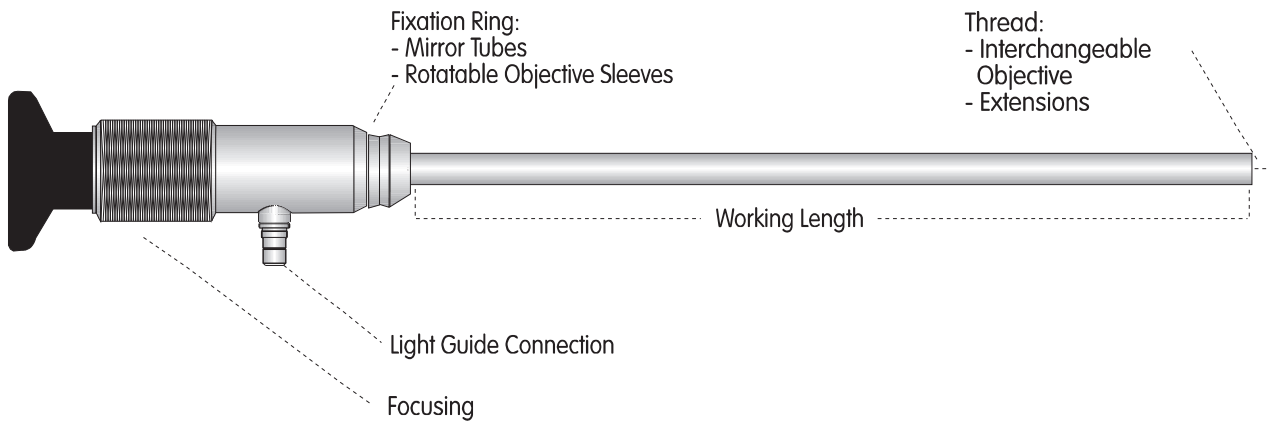 Fixation Ring:
- Mirror Tubes
- Rotatable Objective Sleeves
Thread:
- Interchangeable
Objective
- Extensions
Working Length
Light Guide Connection
Focusing